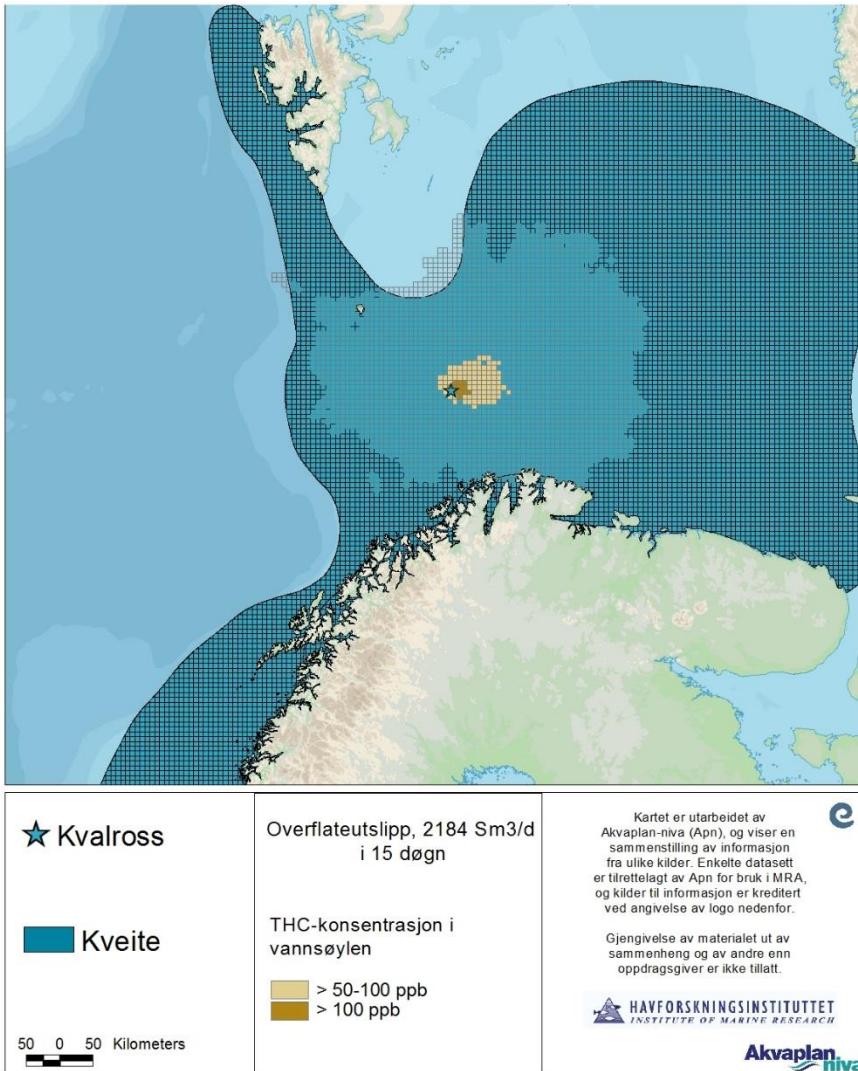 Kvalross
Kveite
50 0 50 Kilometers
Overflateutslipp, 2184 Sm3/d
i 15 døgn
THC-konsentrasjon i
vannsøylen
> 50-100 ppb
> 100 ppb
Kartet er utarbeidet av
Akvaplan-niva (Apn), og viser en
sammenstilling av informasjon
fra ulike kilder. Enkelte datasett
er tilrettelagt av Apn for bruk i MRA,
og kilder til informasjon er kreditert
ved angivelse av logo nedenfor.
Gjengivelse av materialet ut av
sammenheng og av andre enn
oppdragsgiver er ikke tillatt.
HAVFORSKNINGSINSTITUTTET
INSTITUTE OF MARINE RESEARCH
Akvaplan
niva